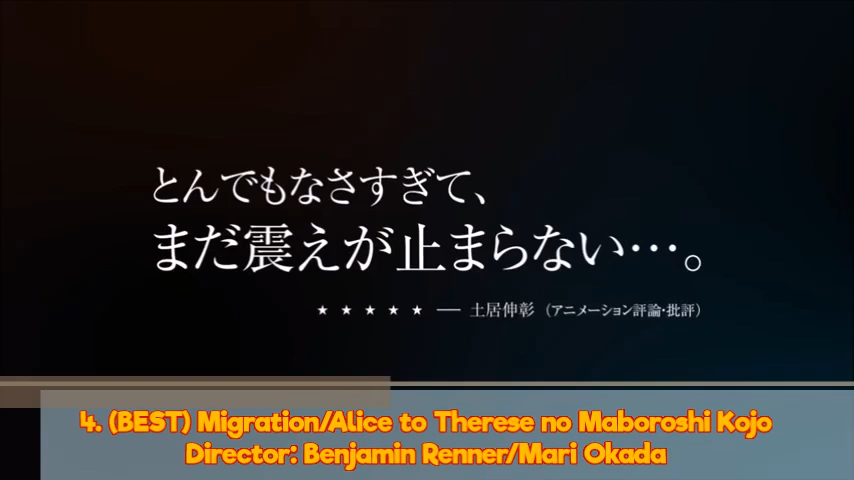 とんでもなさすぎて、
まだ震えが止まらない…。
★ ★ ★ ★ ★ ── 土居伸彰（アニメーション評論・批評）
4. (BEST) Migration/Alice to Therese no Maboroshi Kojo
Director: Benjamin Renner/Mari Okada